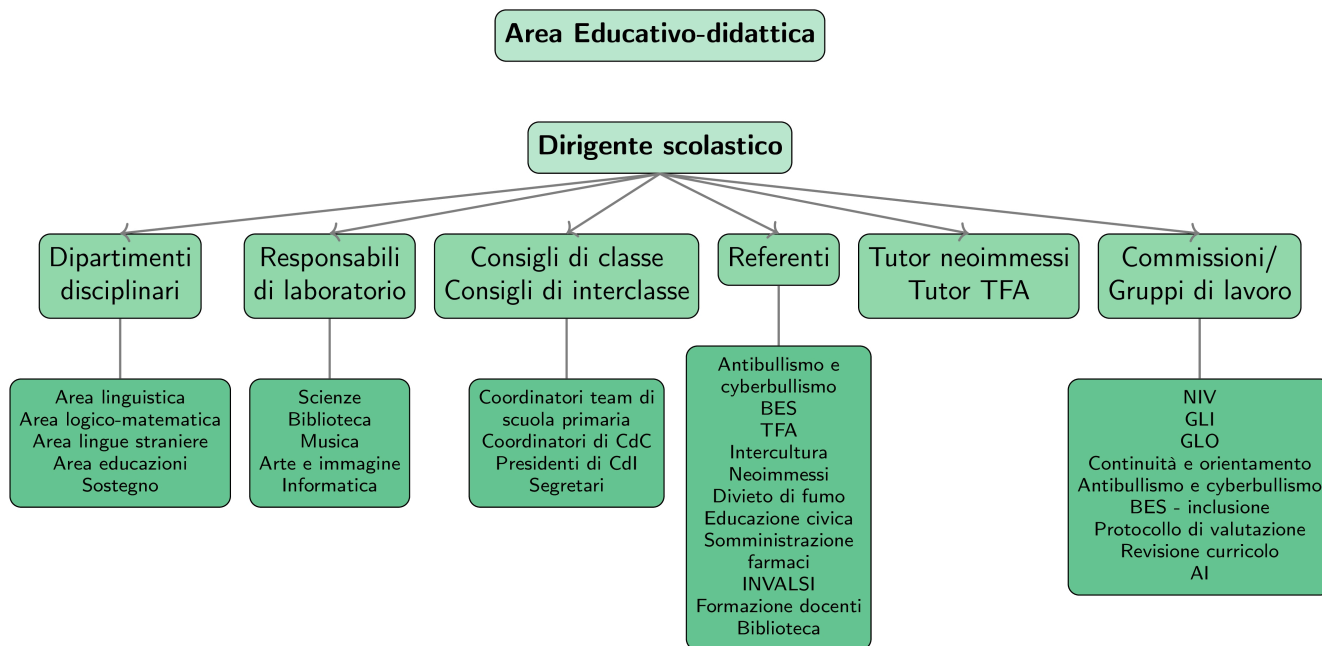 Area Educativo-didattica
Dirigente scolastico
Dipartimenti
disciplinari
Responsabili
di laboratorio
Consigli di classe
Consigli di interclasse
Referenti
Tutor neoimmessi
Tutor TFA
Commissioni/
Gruppi di lavoro
Area linguistica
Area logico-matematica
Area lingue straniere
Area educazioni
Sostegno
Scienze
Biblioteca
Musica
Arte e immagine
Informatica
Coordinatori team di
scuola primaria
Coordinatori di CdC
Presidenti di CdI
Segretari
Antibullismo e
cyberbullismo
BES
TFA
Intercultura
Neoimmessi
Divieto di fumo
Educazione civica
Somministrazione
farmaci
INVALSI
Formazione docenti
Biblioteca
NIV
GLI
GLO
Continuità e orientamento
Antibullismo e cyberbullismo
BES - inclusione
Protocollo di valutazione
Revisione curricolo
AI